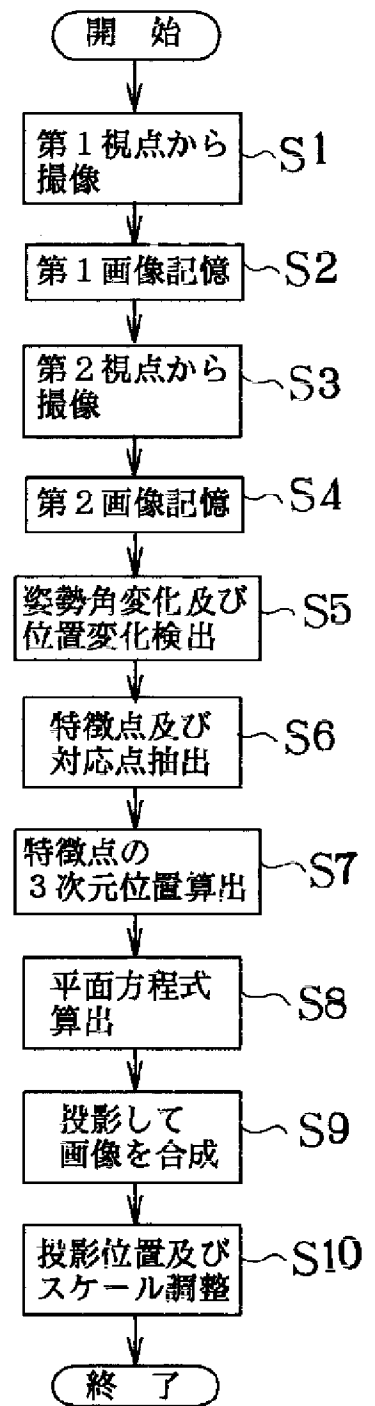 開 始
第1視点から
撮像
S1
第1画像記憶
S2
第2視点から
撮像
S3
第2画像記憶
S4
姿勢角変化及び
位置変化検出
S5
特徴点及び
対応点抽出
S6
特徴点の
3次元位置算出
S7
平面方程式
算出
S8
投影して
画像を合成
S9
投影位置及び
スケール調整
S10
終 了